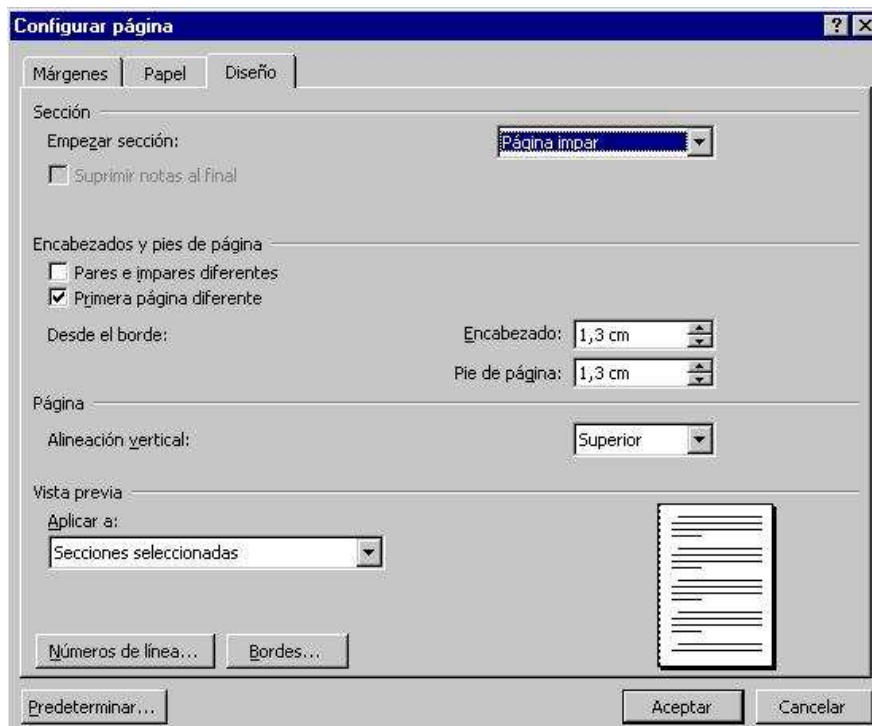 Configurar página
Márgenes Papel Diseño
Sección
Empezar sección: Página impar
Suprimir notas al final
Encabezados y pies de página
Pares e impares diferentes
Primera página diferente
Desde el borde: Encabezado: 1,3 cm
Pie de página: 1,3 cm
Página
Alineación vertical: Superior
Vista previa
Aplicar a:
Secciones seleccionadas
Números de línea... Bordes...
Predeterminar... Aceptar Cancelar